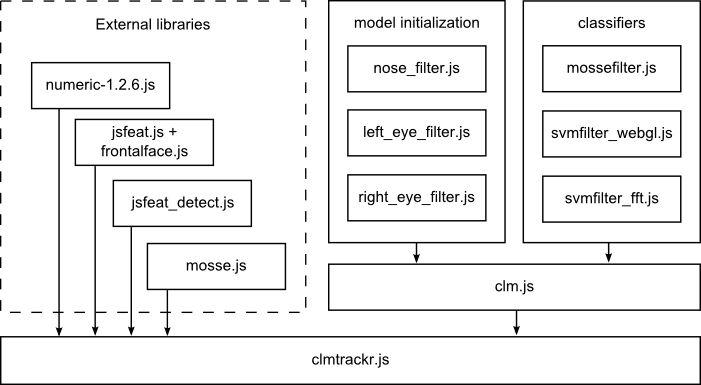 External libraries
numeric-1.2.6.js
jsfeat.js +
frontalface.js
jsfeat_detect.js
mosse.js
model initialization
nose_filter.js
left_eye_filter.js
right_eye_filter.js
classifiers
mossefilter.js
svmfilter_webgl.js
svmfilter_fft.js
clm.js
clmtrackr.js